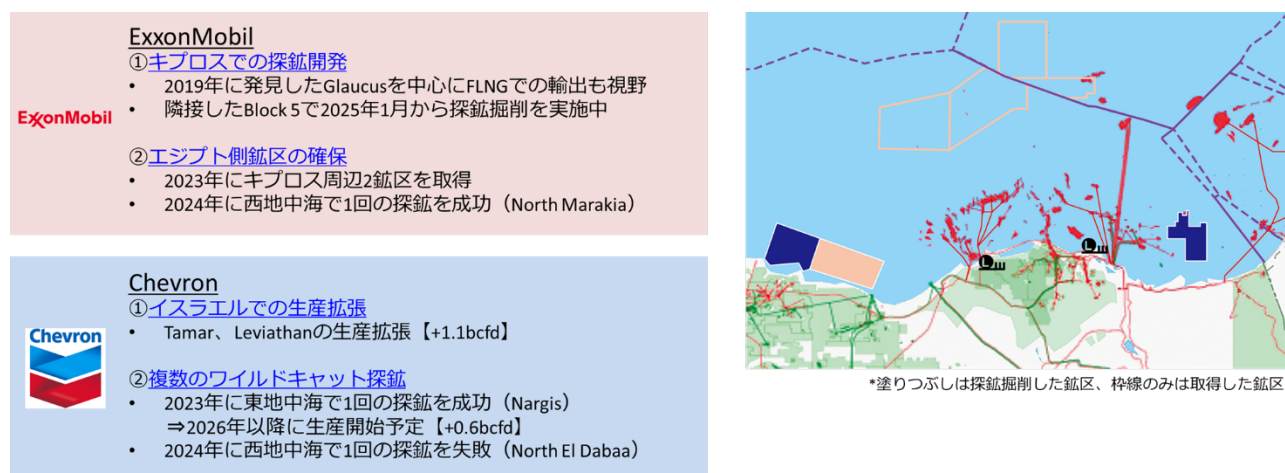 ExxonMobil
①キプロスでの探鉱開発
• 2019年に発見したGlaucusを中心にFLNGでの輸出も視野
• 隣接したBlock 5で2025年1月から探鉱掘削を実施中
ExxonMobil
②エジプト側鉱区の確保
• 2023年にキプロス周辺2鉱区を取得
• 2024年に西地中海で1回の探鉱を成功（North Marakia）
Chevron
①イスラエルでの生産拡張
• Tamar、Leviathanの生産拡張【+1.1bcfd】
Chevron
②複数のワイルドキャット探鉱
• 2023年に東地中海で1回の探鉱を成功（Nargis）
⇒2026年以降に生産開始予定【+0.6bcfd】
• 2024年に西地中海で1回の探鉱を失敗（North El Dabaa）
L
L
*塗りつぶしは探鉱掘削した鉱区、枠線のみは取得した鉱区